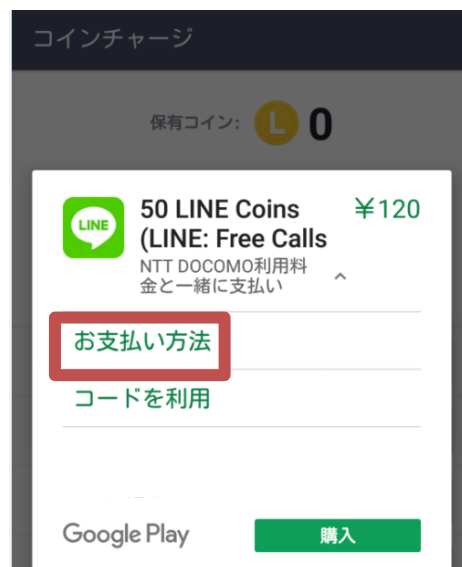 コインチャージ
保有コイン: L 0
LINE
50 LINE Coins ¥120
(LINE: Free Calls
NTT DOCOMO利用料
金と一緒に支払い
お支払い方法
コードを利用
Google Play 購入